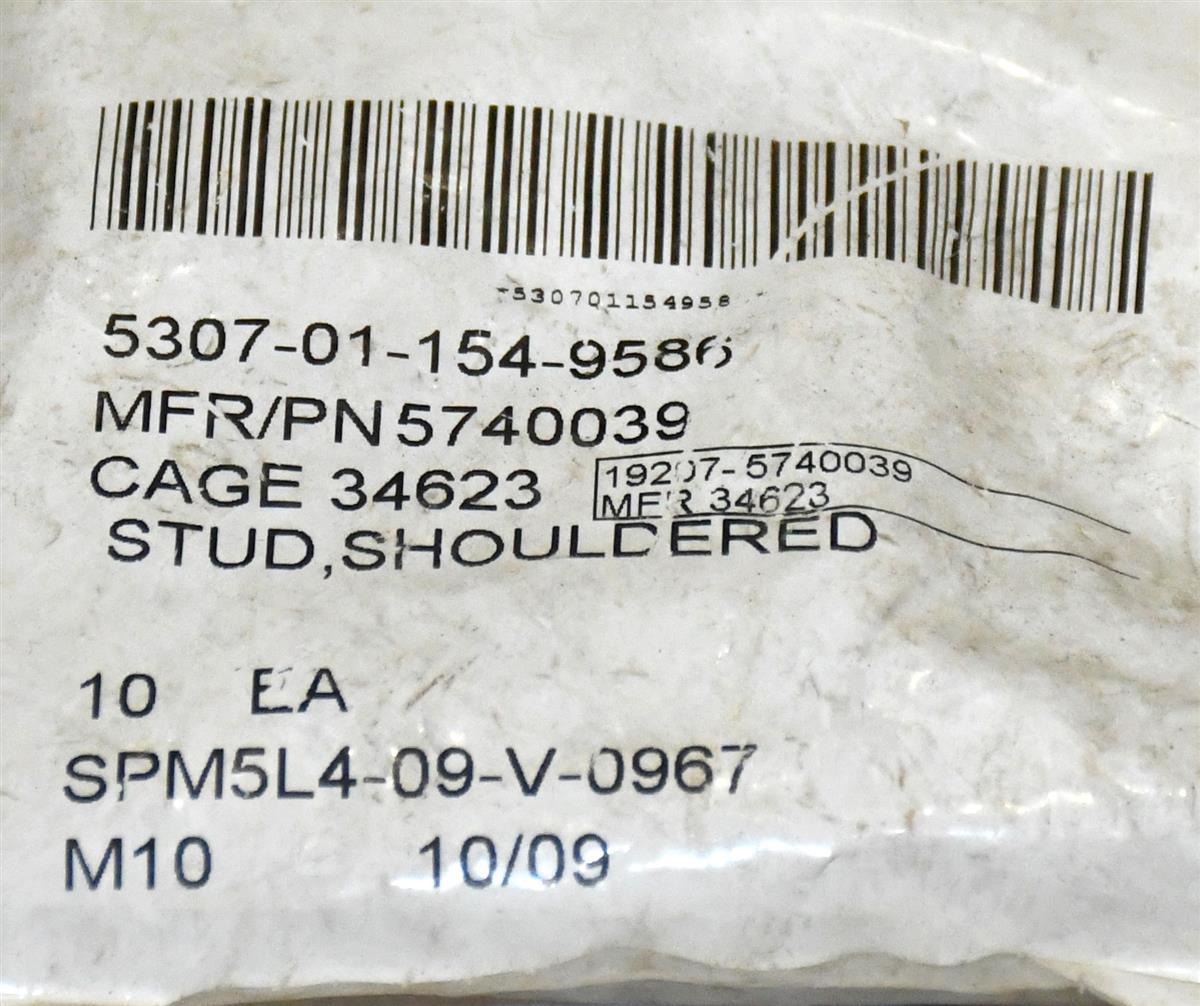 5307011549586
5307-01-154-9586
MFR/PN 5740039
CAGE 34623
19207-5740039
MFR 34623
STUD,SHOULDERED
10 EA
SPM5L4-09-V-0967
M10 10/09